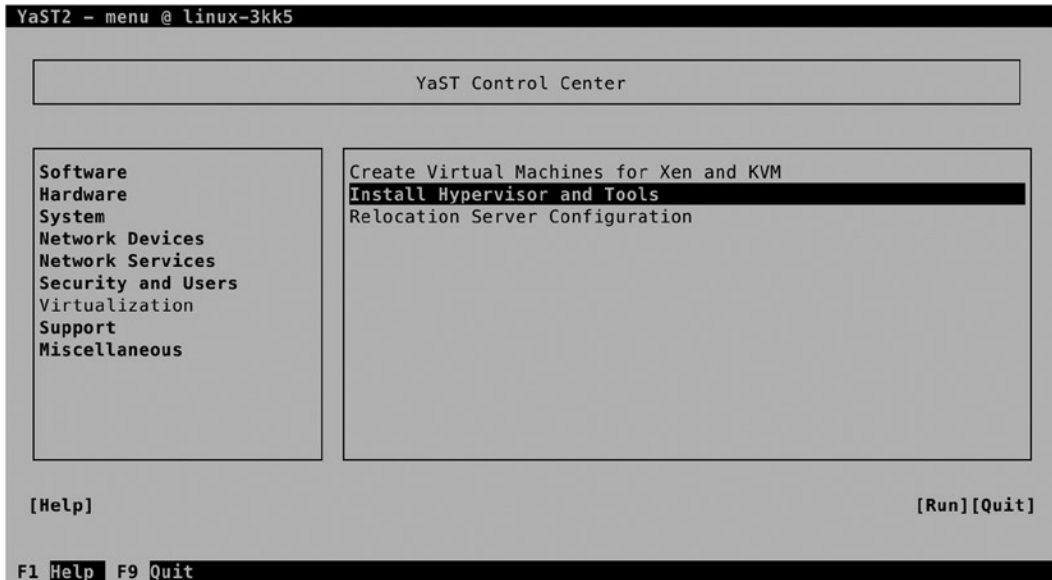 YaST2 – menu @ linux–3kk5
YaST Control Center
Software
Hardware
System
Network Devices
Network Services
Security and Users
Virtualization
Support
Miscellaneous
Create Virtual Machines for Xen and KVM
Install Hypervisor and Tools
Relocation Server Configuration
[Help] [Run][Quit]
F1 Help F9 Quit